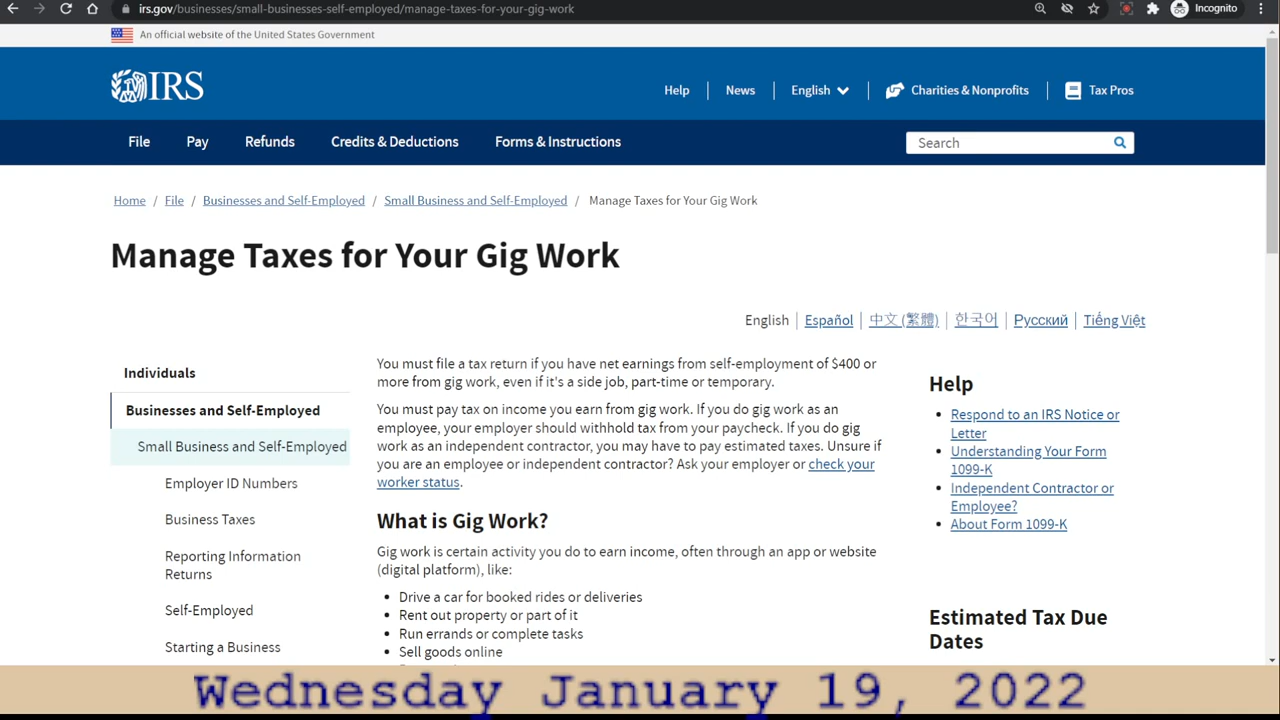 irs.gov/businesses/small-businesses-self-employed/manage-taxes-for-your-gig-work
Incognito
An official website of the United States Government
IRS
Help
News
English
Charities & Nonprofits
Tax Pros
File
Pay
Refunds
Credits & Deductions
Forms & Instructions
Search
Home / File / Businesses and Self-Employed / Small Business and Self-Employed / Manage Taxes for Your Gig Work
Manage Taxes for Your Gig Work
English | Español | 中文 (繁體) | 한국어 | Русский | Tiếng Việt
Individuals
Businesses and Self-Employed
Small Business and Self-Employed
Employer ID Numbers
Business Taxes
Reporting Information
Returns
Self-Employed
Starting a Business
You must file a tax return if you have net earnings from self-employment of $400 or
more from gig work, even if it's a side job, part-time or temporary.
You must pay tax on income you earn from gig work. If you do gig work as an
employee, your employer should withhold tax from your paycheck. If you do gig
work as an independent contractor, you may have to pay estimated taxes. Unsure if
you are an employee or independent contractor? Ask your employer or check your
worker status.
What is Gig Work?
Gig work is certain activity you do to earn income, often through an app or website
(digital platform), like:
• Drive a car for booked rides or deliveries
• Rent out property or part of it
• Run errands or complete tasks
• Sell goods online
Help
• Respond to an IRS Notice or
Letter
• Understanding Your Form
1099-K
• Independent Contractor or
Employee?
• About Form 1099-K
Estimated Tax Due
Dates
Wednesday January 19, 2022